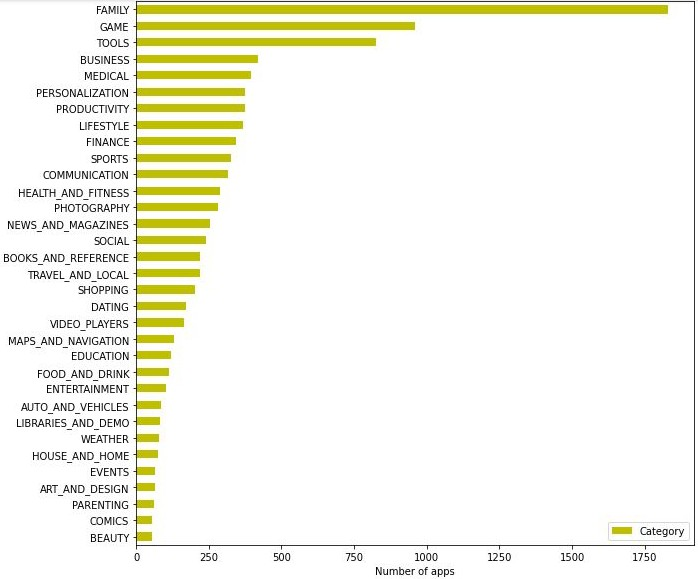 FAMILY
GAME
TOOLS
BUSINESS
MEDICAL
PERSONALIZATION
PRODUCTIVITY
LIFESTYLE
FINANCE
SPORTS
COMMUNICATION
HEALTH_AND_FITNESS
PHOTOGRAPHY
NEWS_AND_MAGAZINES
SOCIAL
BOOKS_AND_REFERENCE
TRAVEL_AND_LOCAL
SHOPPING
DATING
VIDEO_PLAYERS
MAPS_AND_NAVIGATION
EDUCATION
FOOD_AND_DRINK
ENTERTAINMENT
AUTO_AND_VEHICLES
LIBRARIES_AND_DEMO
WEATHER
HOUSE_AND_HOME
EVENTS
ART_AND_DESIGN
PARENTING
COMICS
BEAUTY
Category
0 250 500 750 1000 1250 1500 1750
Number of apps